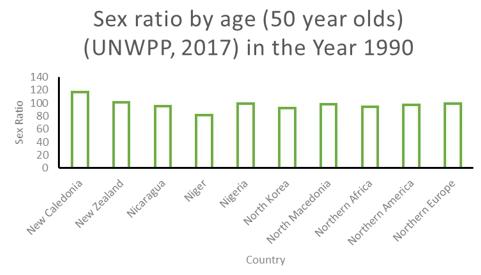 Sex ratio by age (50 year olds)
(UNWPP, 2017) in the Year 1990
140
120
100
80
60
40
20
0
Sex Ratio
New Caledonia
New Zealand
Nicaragua
Niger
Nigeria
North Korea
North Macedonia
Northern Africa
Northern America
Northern Europe
Country